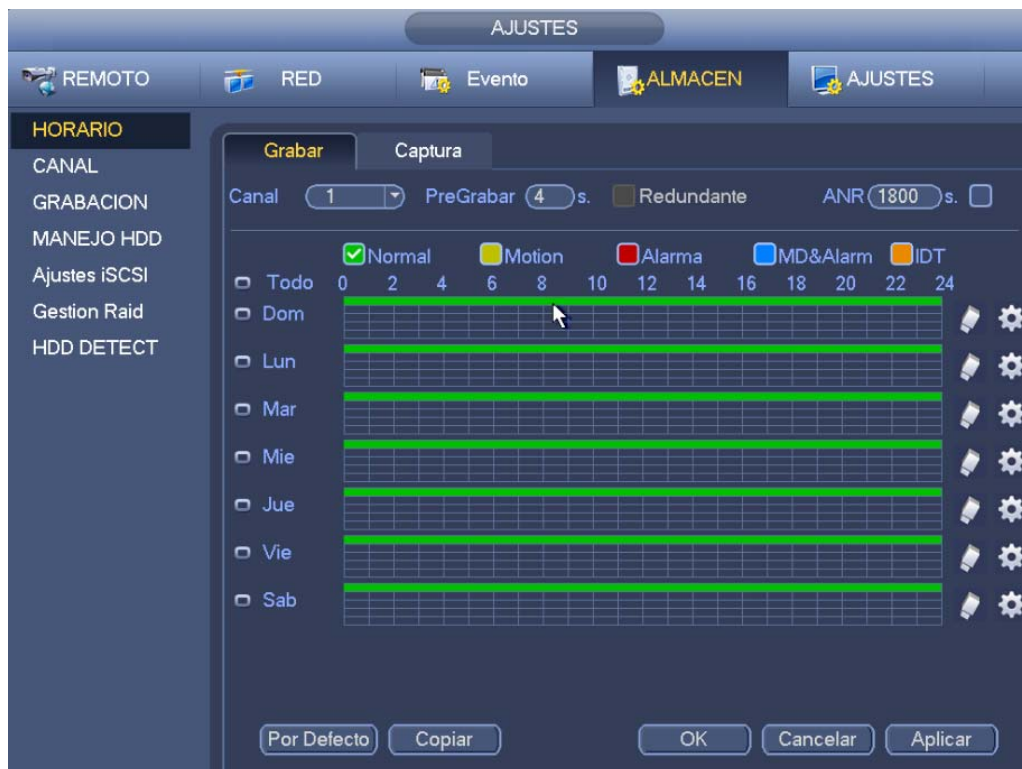 AJUSTES
REMOTO RED Evento ALMACEN AJUSTES
HORARIO
CANAL
GRABACION
MANEJO HDD
Ajustes iSCSI
Gestion Raid
HDD DETECT
Grabar Captura
Canal 1 PreGrabar 4 s. Redundante ANR 1800 s.
Normal Motion Alarma MD&Alarm IDT
Todo 0 2 4 6 8 10 12 14 16 18 20 22 24
Dom
Lun
Mar
Mie
Jue
Vie
Sab
Por Defecto Copiar OK Cancelar Aplicar